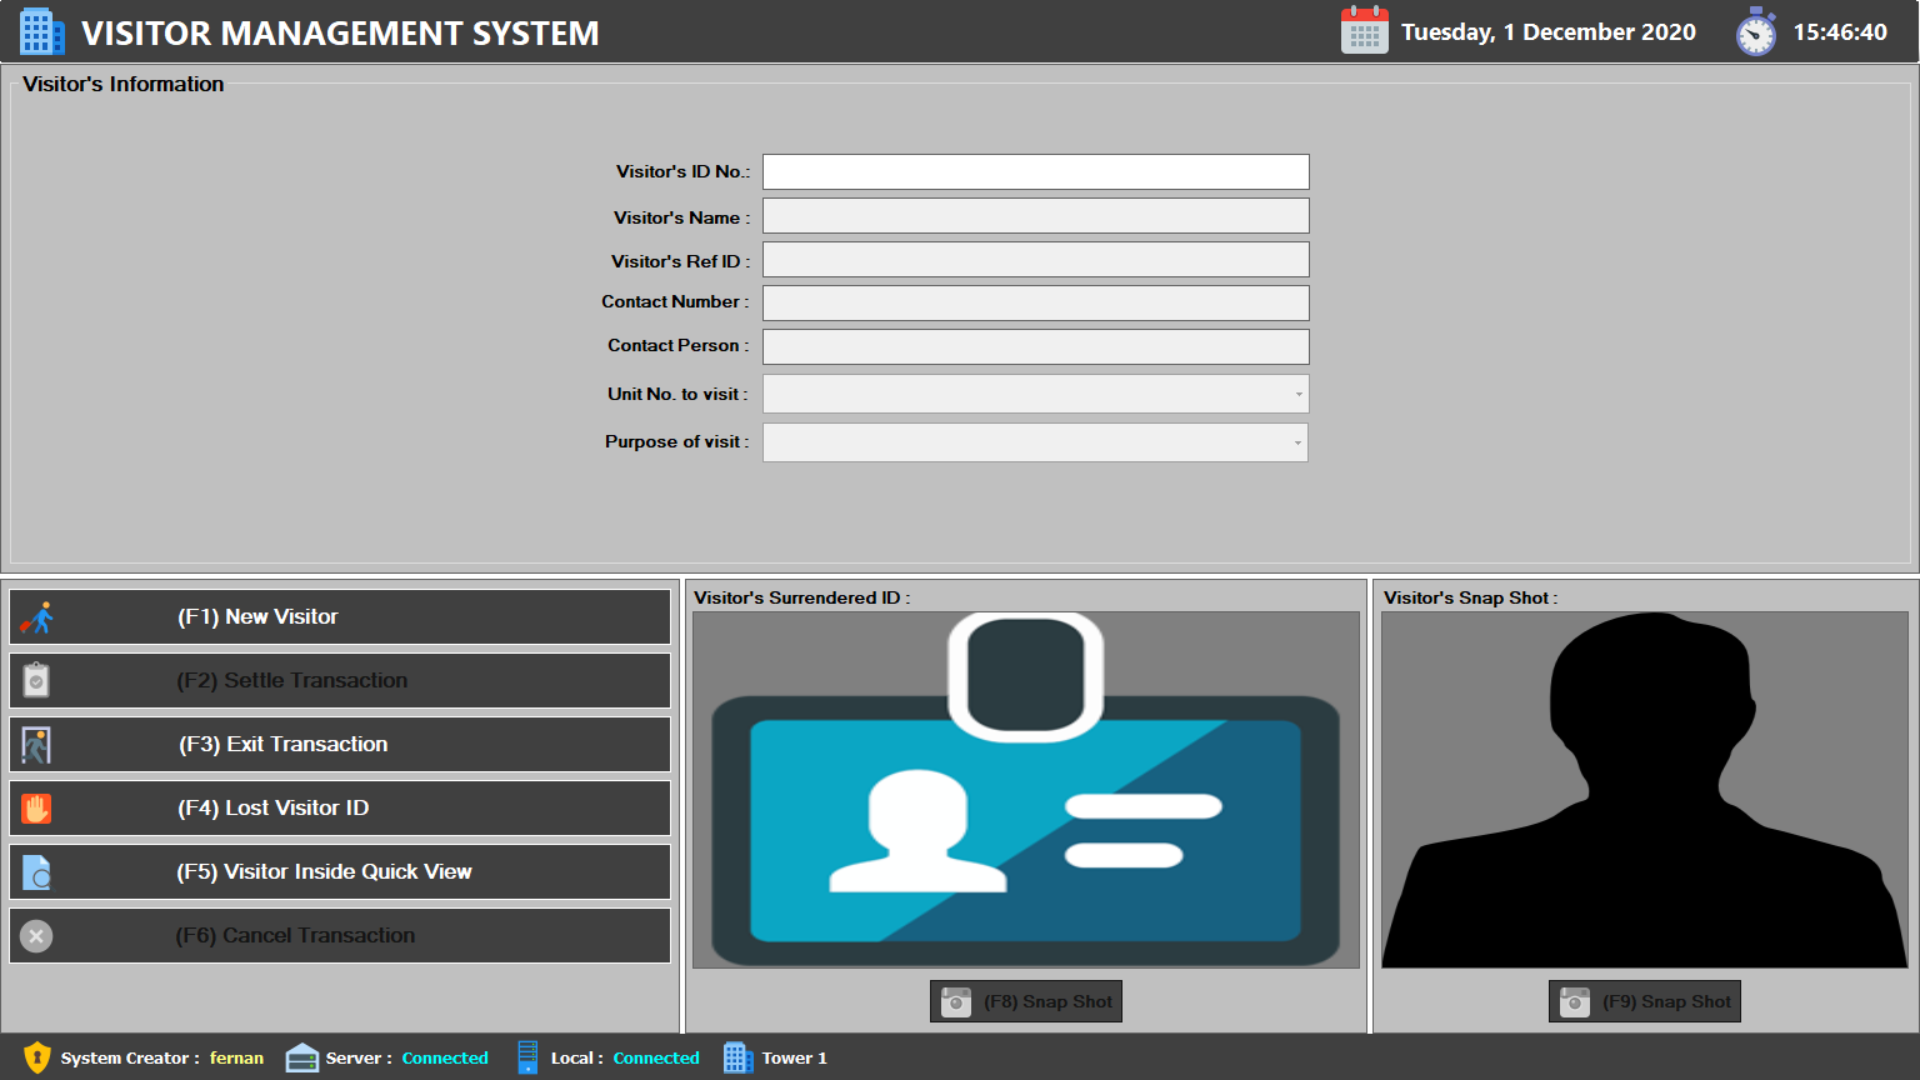 VISITOR MANAGEMENT SYSTEM
Tuesday, 1 December 2020
15:46:40
Visitor's Information
Visitor's ID No.:
Visitor's Name :
Visitor's Ref ID :
Contact Number :
Contact Person :
Unit No. to visit :
Purpose of visit :
(F1) New Visitor
(F2) Settle Transaction
(F3) Exit Transaction
(F4) Lost Visitor ID
(F5) Visitor Inside Quick View
(F6) Cancel Transaction
Visitor's Surrendered ID :
(F8) Snap Shot
Visitor's Snap Shot :
(F9) Snap Shot
System Creator : fernan
Server : Connected
Local : Connected
Tower 1